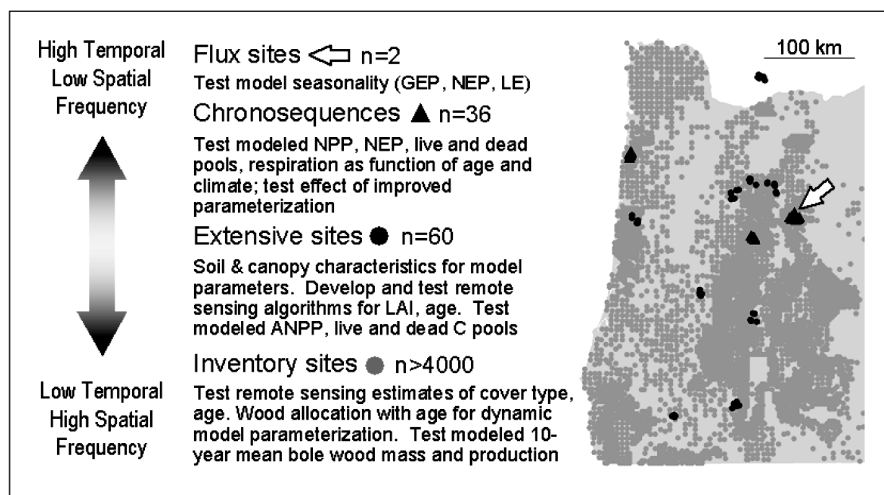 High Temporal
Low Spatial
Frequency
Low Temporal
High Spatial
Frequency
Flux sites n=2
Test model seasonality (GEP, NEP, LE)
Chronosequences n=36
Test modeled NPP, NEP, live and dead
pools, respiration as function of age and
climate; test effect of improved
parameterization
Extensive sites n=60
Soil & canopy characteristics for model
parameters. Develop and test remote
sensing algorithms for LAI, age. Test
modeled ANPP, live and dead C pools
Inventory sites n>4000
Test remote sensing estimates of cover type,
age. Wood allocation with age for dynamic
model parameterization. Test modeled 10-
year mean bole wood mass and production
100 km